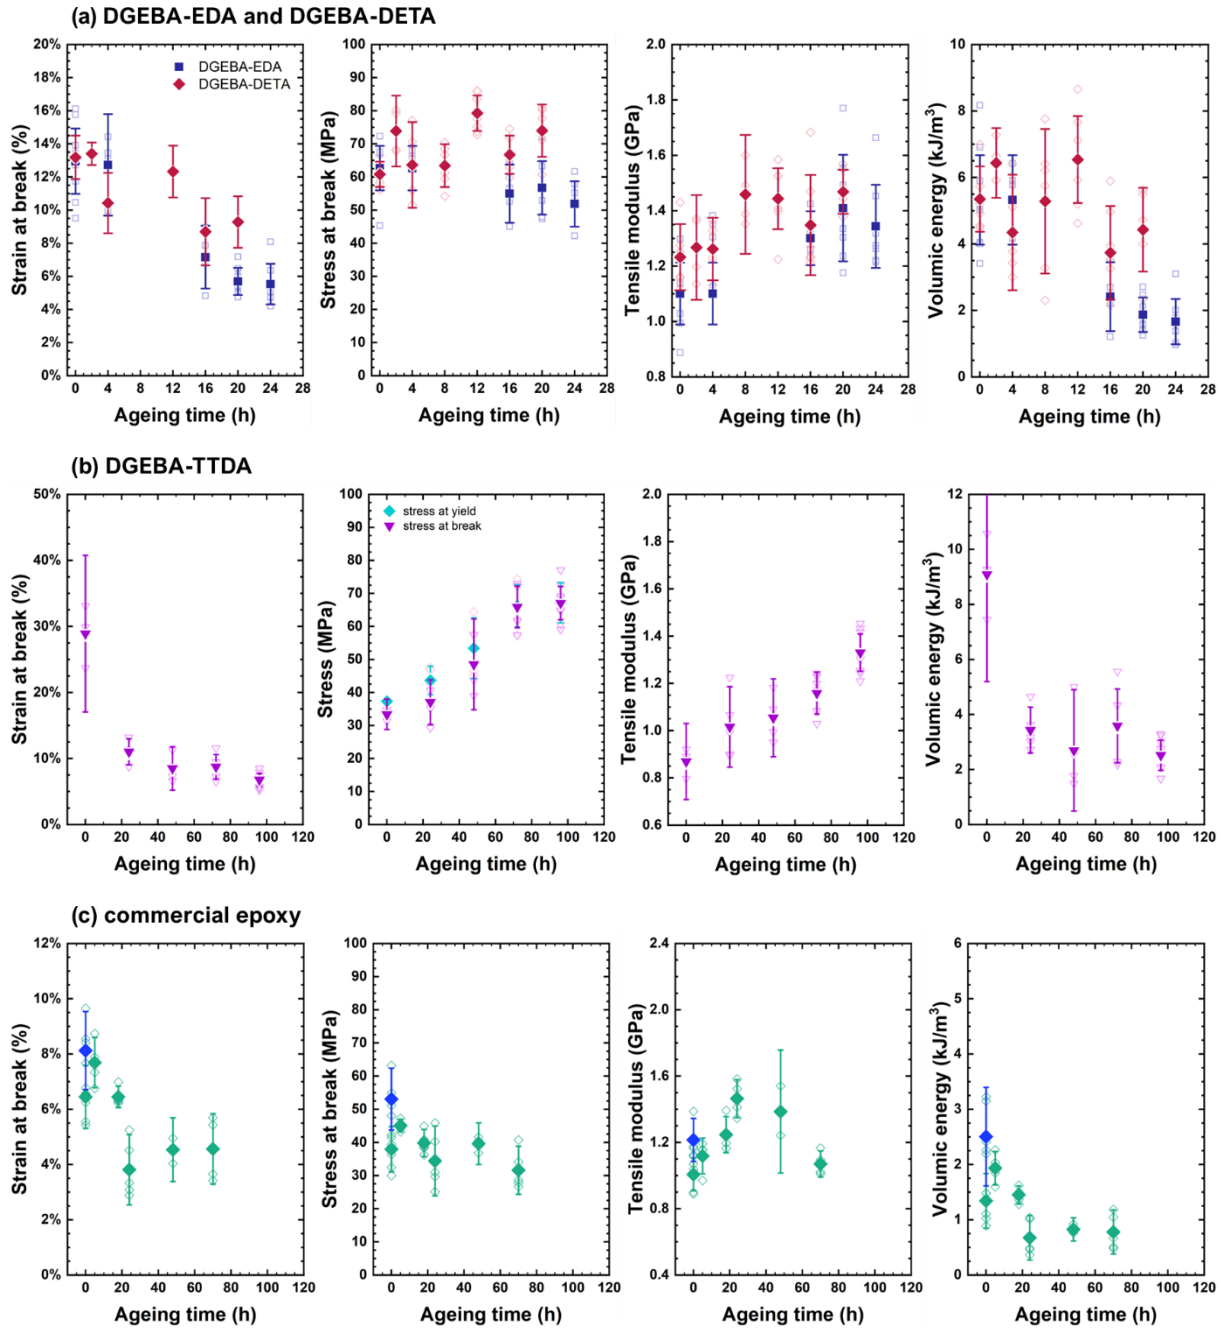 (a) DGEBA-EDA and DGEBA-DETA
Strain at break (%)
20%
18%
16%
14%
12%
10%
8%
6%
4%
2%
0%
DGEBA-EDA
DGEBA-DETA
0 4 8 12 16 20 24 28
Ageing time (h)
Stress at break (MPa)
100
90
80
70
60
50
40
30
20
10
0
0 4 8 12 16 20 24 28
Ageing time (h)
Tensile modulus (GPa)
2.0
1.8
1.6
1.4
1.2
1.0
0.8
0 4 8 12 16 20 24 28
Ageing time (h)
Volumic energy (kJ/m³)
10
8
6
4
2
0
0 4 8 12 16 20 24 28
Ageing time (h)
(b) DGEBA-TTDA
Strain at break (%)
50%
40%
30%
20%
10%
0%
0 20 40 60 80 100 120
Ageing time (h)
Stress (MPa)
100
90
80
70
60
50
40
30
20
10
0
stress at yield
stress at break
0 20 40 60 80 100 120
Ageing time (h)
Tensile modulus (GPa)
2.0
1.8
1.6
1.4
1.2
1.0
0.8
0.6
0 20 40 60 80 100 120
Ageing time (h)
Volumic energy (kJ/m³)
12
10
8
6
4
2
0
0 20 40 60 80 100 120
Ageing time (h)
(c) commercial epoxy
Strain at break (%)
12%
10%
8%
6%
4%
2%
0%
0 20 40 60 80 100 120
Ageing time (h)
Stress at break (MPa)
100
90
80
70
60
50
40
30
20
10
0
0 20 40 60 80 100 120
Ageing time (h)
Tensile modulus (GPa)
2.4
2.0
1.6
1.2
0.8
0.4
0 20 40 60 80 100 120
Ageing time (h)
Volumic energy (kJ/m³)
6
5
4
3
2
1
0
0 20 40 60 80 100 120
Ageing time (h)